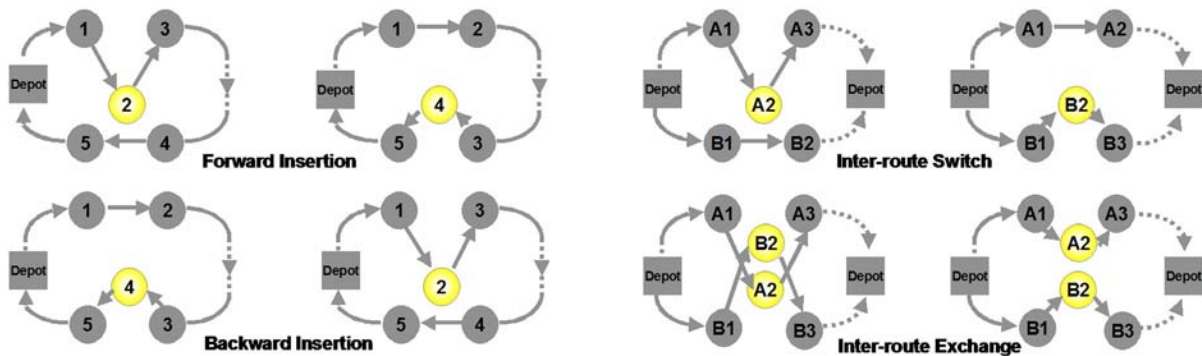 1 3 1 2 A1 A3 A1 A2
Depot 2 Depot 4 Depot A2 Depot Depot B2 Depot
5 4 5 3 B1 B2 B1 B3
Forward Insertion Inter-route Switch
1 2 1 3 A1 A3 A1 A3
B2 A2
Depot 4 Depot 2 Depot A2 Depot Depot B2 Depot
5 3 5 4 B1 B3 B1 B3
Backward Insertion Inter-route Exchange